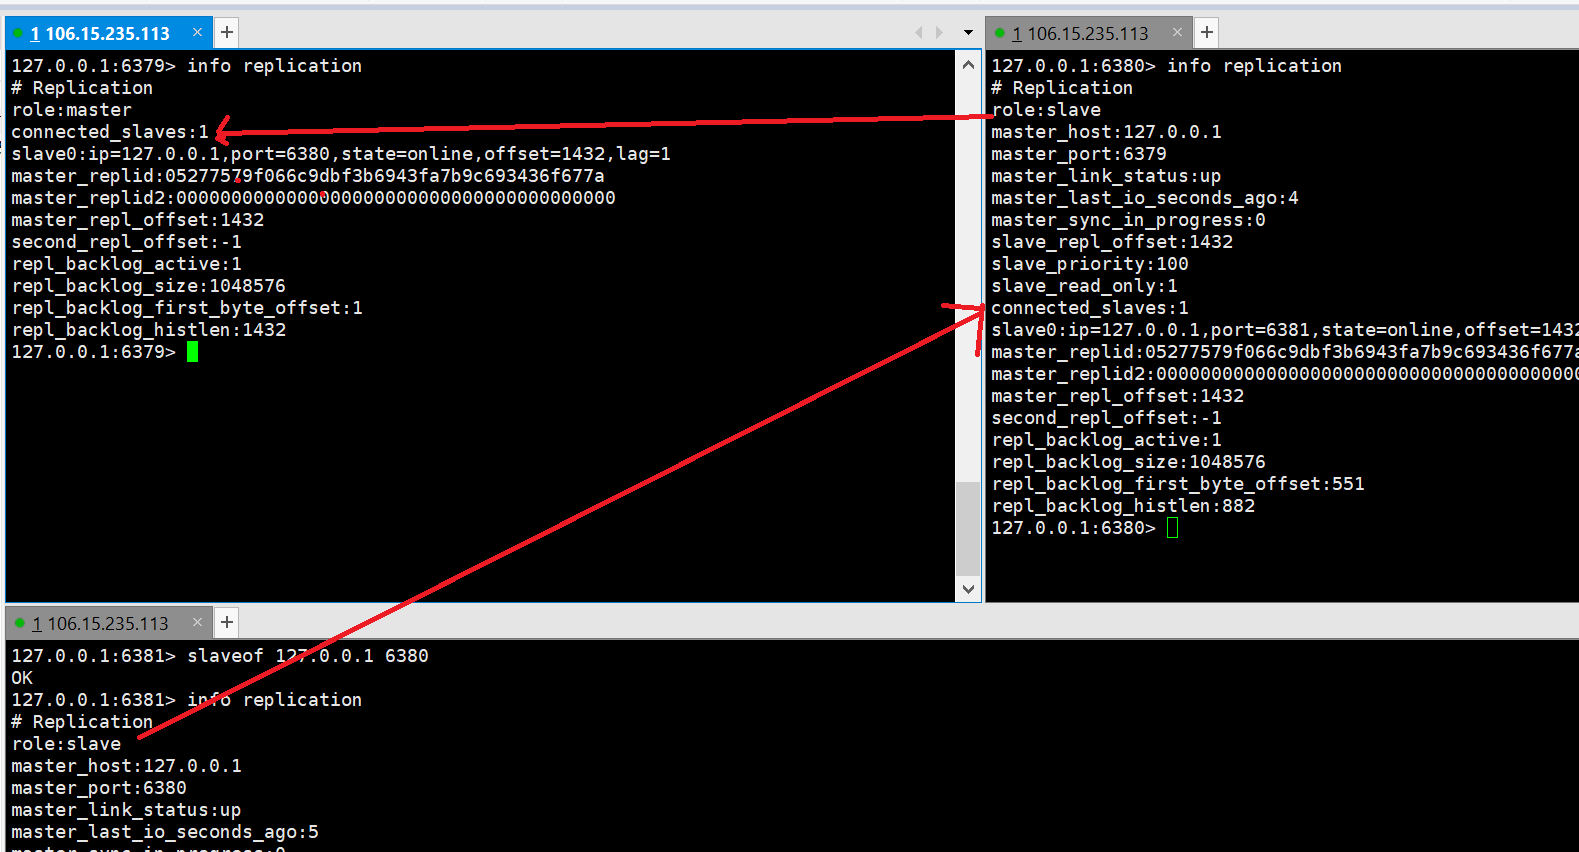 1 106.15.235.113 × +
127.0.0.1:6379> info replication
# Replication
role:master
connected_slaves:1
slave0:ip=127.0.0.1,port=6380,state=online,offset=1432,lag=1
master_replid:05277579f066c9dbf3b6943fa7b9c693436f677a
master_replid2:0000000000000000000000000000000000000000
master_repl_offset:1432
second_repl_offset:-1
repl_backlog_active:1
repl_backlog_size:1048576
repl_backlog_first_byte_offset:1
repl_backlog_histlen:1432
127.0.0.1:6379>
1 106.15.235.113 × +
127.0.0.1:6380> info replication
# Replication
role:slave
master_host:127.0.0.1
master_port:6379
master_link_status:up
master_last_io_seconds_ago:4
master_sync_in_progress:0
slave_repl_offset:1432
slave_priority:100
slave_read_only:1
connected_slaves:1
slave0:ip=127.0.0.1,port=6381,state=online,offset=1432
master_replid:05277579f066c9dbf3b6943fa7b9c693436f677a
master_replid2:000000000000000000000000000000000000000
master_repl_offset:1432
second_repl_offset:-1
repl_backlog_active:1
repl_backlog_size:1048576
repl_backlog_first_byte_offset:551
repl_backlog_histlen:882
127.0.0.1:6380>
1 106.15.235.113 × +
127.0.0.1:6381> slaveof 127.0.0.1 6380
OK
127.0.0.1:6381> info replication
# Replication
role:slave
master_host:127.0.0.1
master_port:6380
master_link_status:up
master_last_io_seconds_ago:5
master_sync_in_progress:0